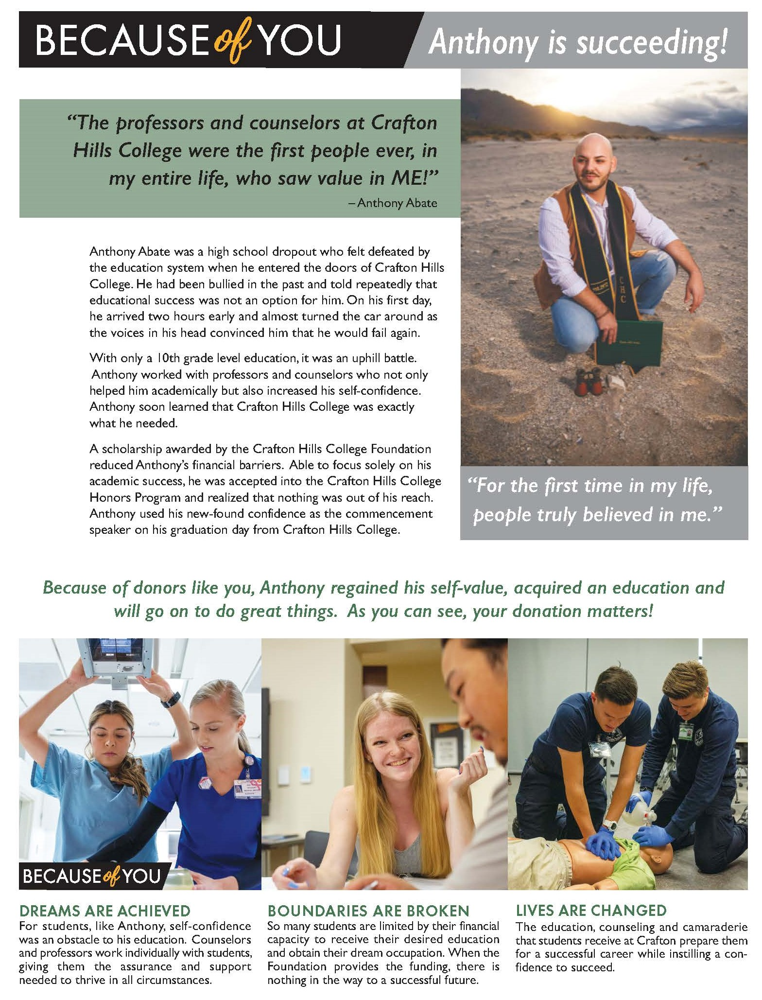 BECAUSE of YOU
Anthony is succeeding!
“The professors and counselors at Crafton
Hills College were the first people ever, in
my entire life, who saw value in ME!”
– Anthony Abate
Anthony Abate was a high school dropout who felt defeated by
the education system when he entered the doors of Crafton Hills
College. He had been bullied in the past and told repeatedly that
educational success was not an option for him. On his first day,
he arrived two hours early and almost turned the car around as
the voices in his head convinced him that he would fail again.
With only a 10th grade level education, it was an uphill battle.
Anthony worked with professors and counselors who not only
helped him academically but also increased his self-confidence.
Anthony soon learned that Crafton Hills College was exactly
what he needed.
A scholarship awarded by the Crafton Hills College Foundation
reduced Anthony’s financial barriers. Able to focus solely on his
academic success, he was accepted into the Crafton Hills College
Honors Program and realized that nothing was out of his reach.
Anthony used his new-found confidence as the commencement
speaker on his graduation day from Crafton Hills College.
CHC
“For the first time in my life,
people truly believed in me.”
Because of donors like you, Anthony regained his self-value, acquired an education and
will go on to do great things. As you can see, your donation matters!
BECAUSE of YOU
DREAMS ARE ACHIEVED
For students, like Anthony, self-confidence
was an obstacle to his education. Counselors
and professors work individually with students,
giving them the assurance and support
needed to thrive in all circumstances.
BOUNDARIES ARE BROKEN
So many students are limited by their financial
capacity to receive their desired education
and obtain their dream occupation. When the
Foundation provides the funding, there is
nothing in the way to a successful future.
LIVES ARE CHANGED
The education, counseling and camaraderie
that students receive at Crafton prepare them
for a successful career while instilling a con-
fidence to succeed.